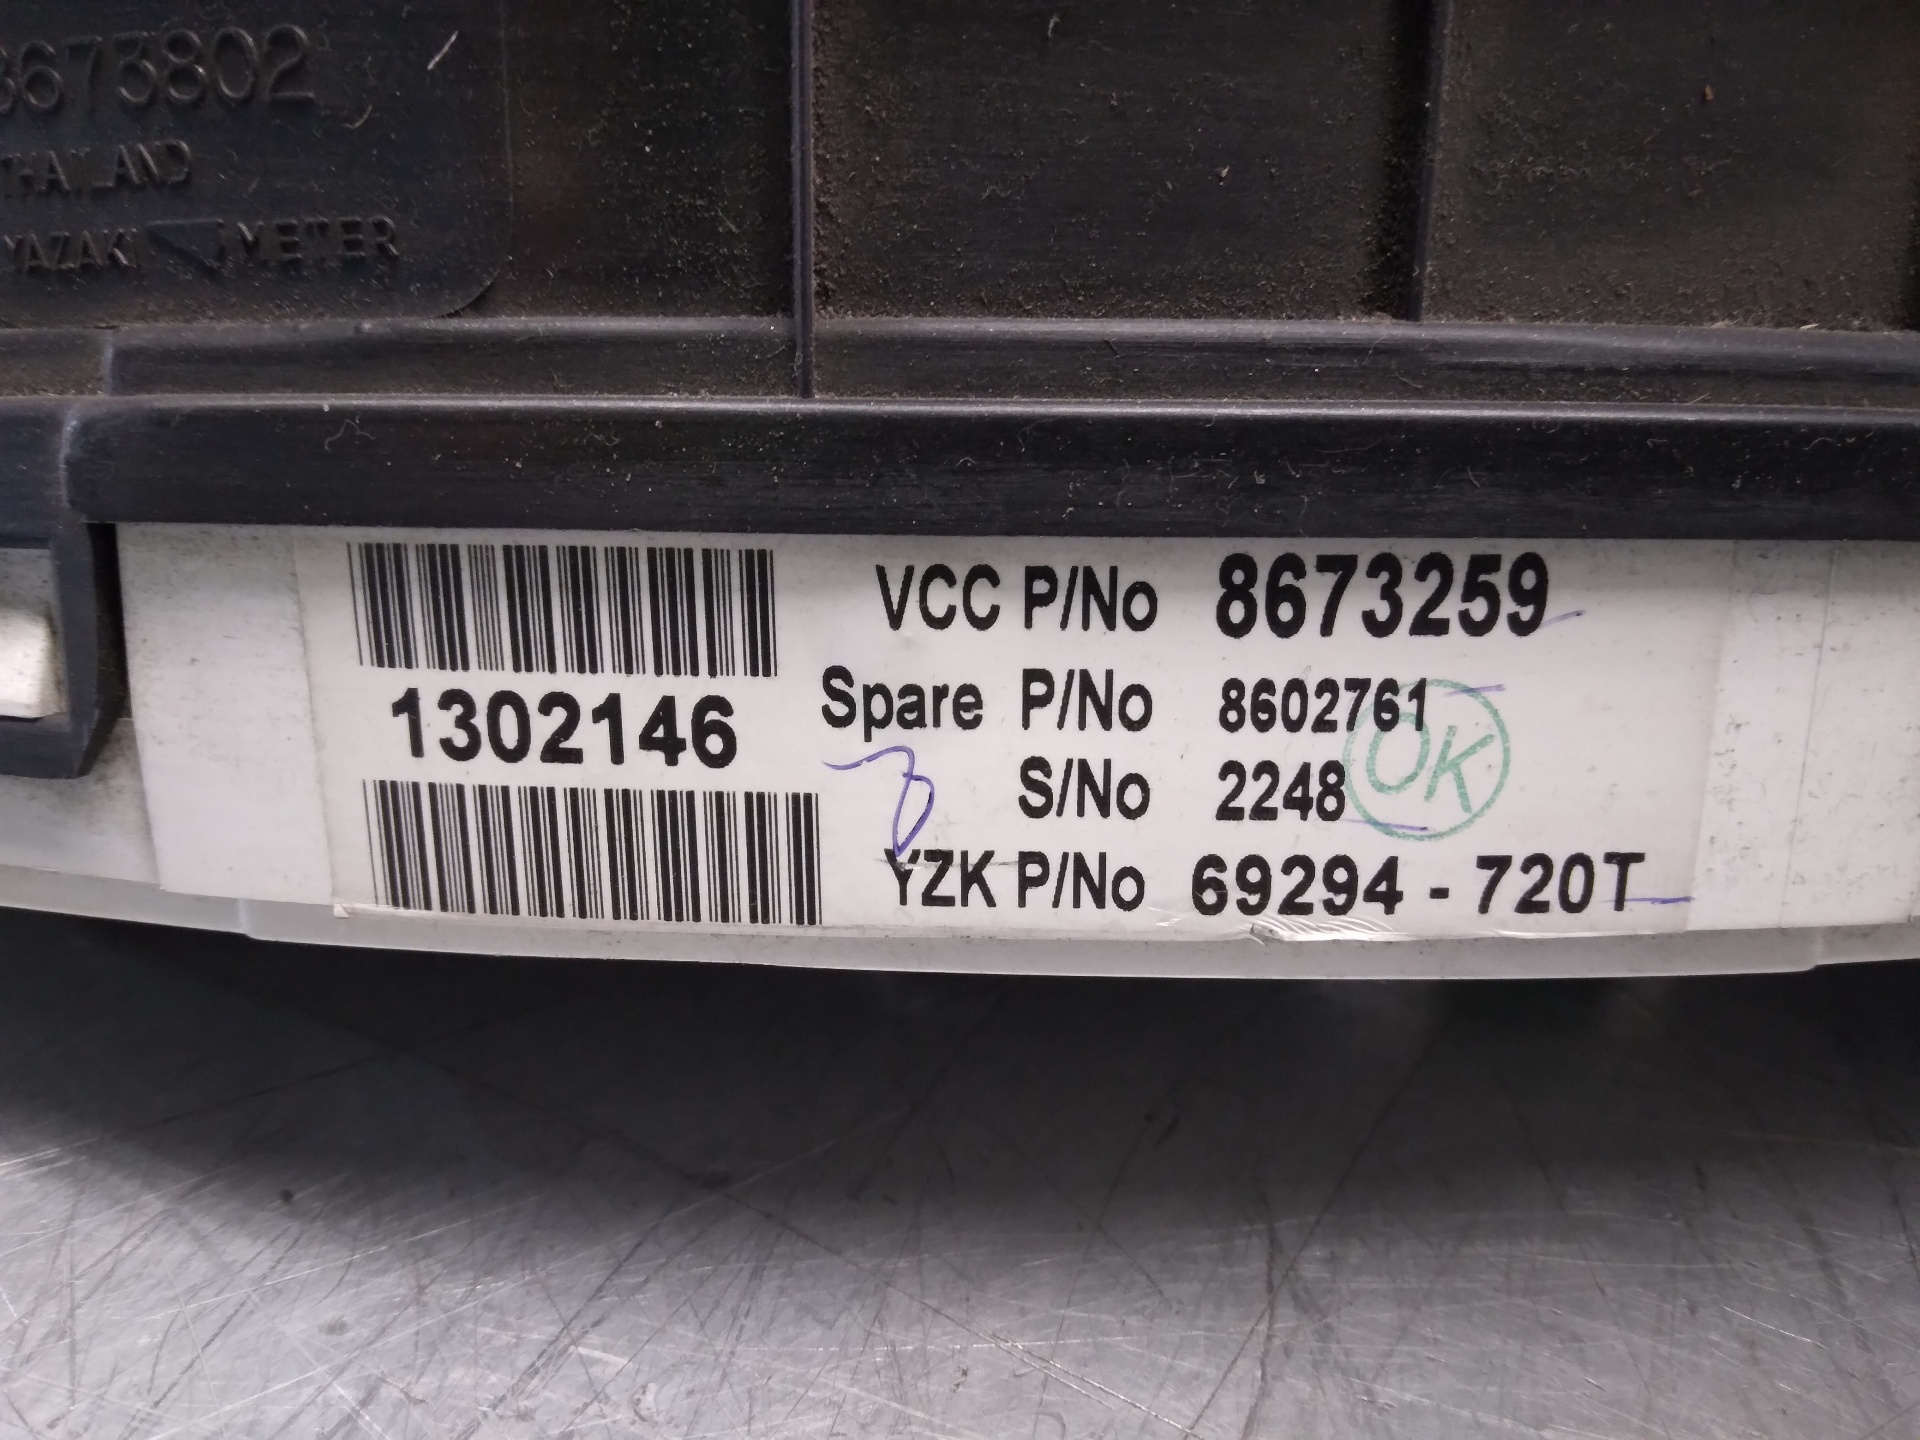 8673802
THAILAND
YAZAKI METER
VCC P/No 8673259
1302146
Spare P/No 8602761
OK
S/No 2248
YZK P/No 69294-720T